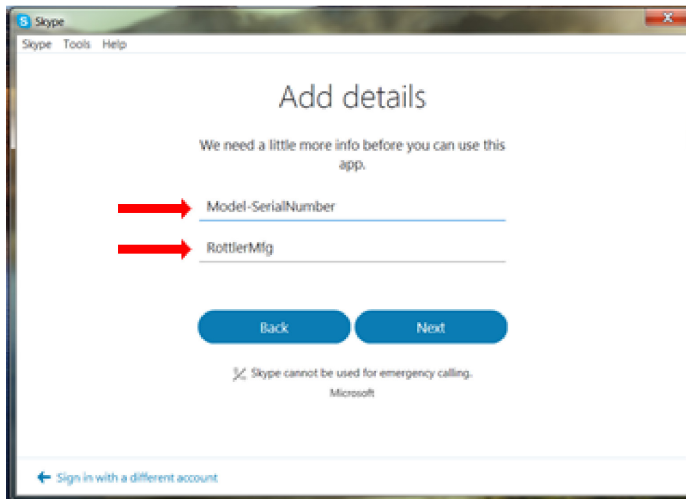 Skype
Skype Tools Help
Add details
We need a little more info before you can use this
app.
Model-SerialNumber
RottlerMfg
Back Next
Skype cannot be used for emergency calling.
Microsoft
Sign in with a different account